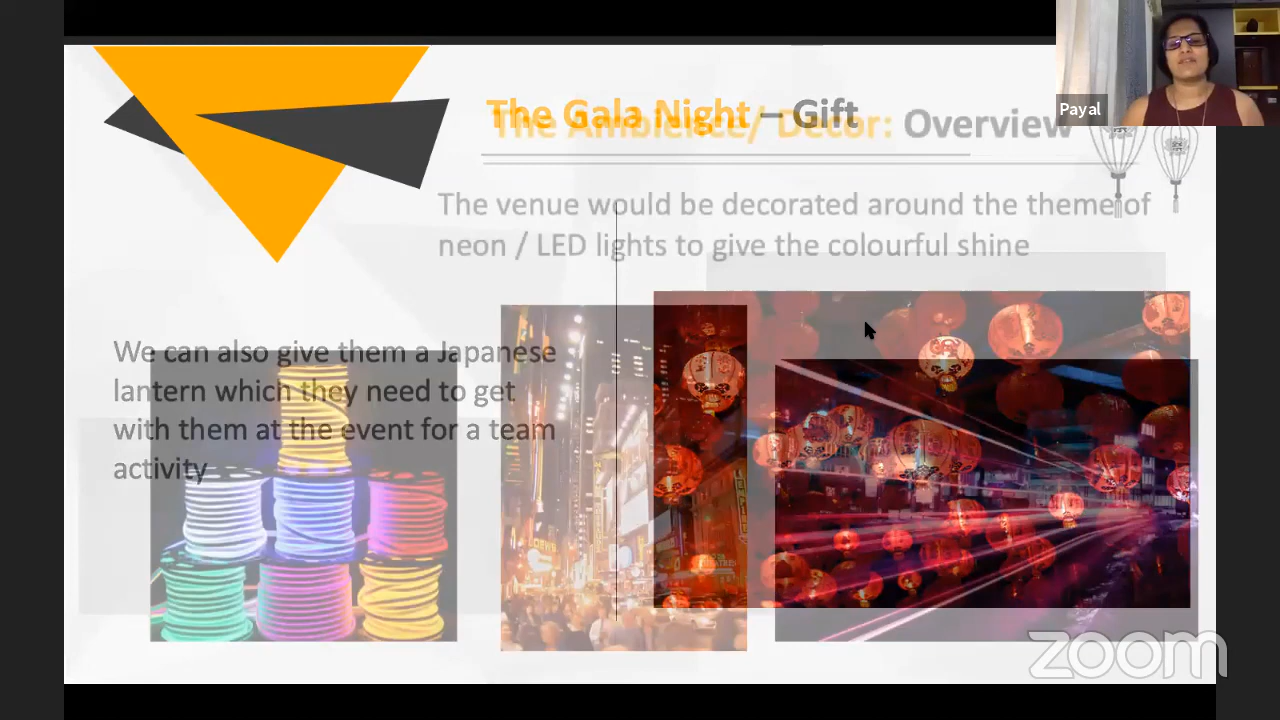 Payal
The Gala Night – Gift
The Ambience/ Decor: Overview
The venue would be decorated around the theme of
neon / LED lights to give the colourful shine
We can also give them a Japanese
lantern which they need to get
with them at the event for a team
activity
zoom